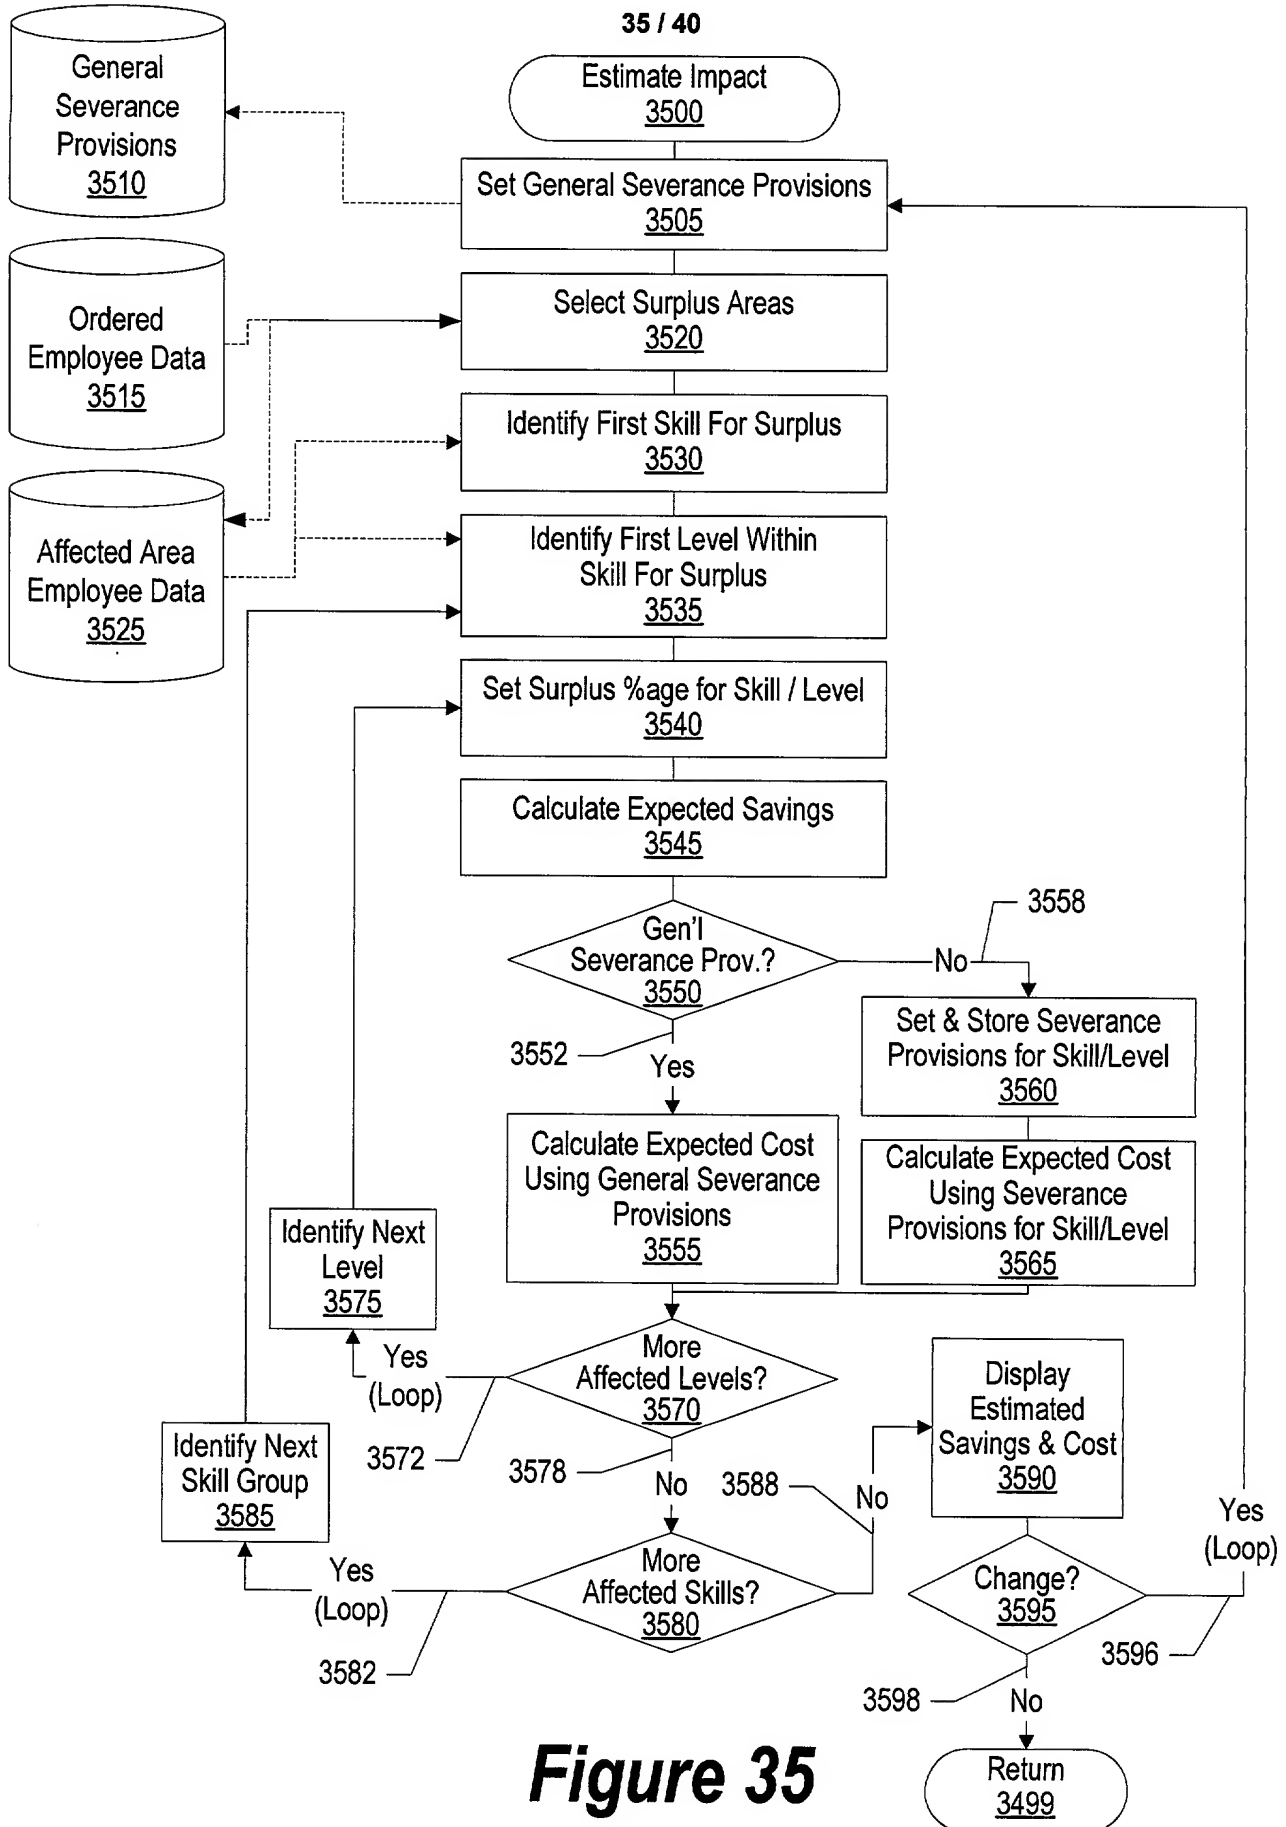 35 / 40
General
Severance
Provisions
3510
Estimate Impact
3500
Set General Severance Provisions
3505
Ordered
Employee Data
3515
Select Surplus Areas
3520
Identify First Skill For Surplus
3530
Affected Area
Employee Data
3525
Identify First Level Within
Skill For Surplus
3535
Set Surplus %age for Skill / Level
3540
Calculate Expected Savings
3545
Gen'l
Severance Prov.?
3550
No
3558
3552
Yes
Set & Store Severance
Provisions for Skill/Level
3560
Calculate Expected Cost
Using General Severance
Provisions
3555
Calculate Expected Cost
Using Severance
Provisions for Skill/Level
3565
Identify Next
Level
3575
More
Affected Levels?
3570
Yes
(Loop)
3572
3578
No
Identify Next
Skill Group
3585
More
Affected Skills?
3580
Yes
(Loop)
3582
3588
No
Display
Estimated
Savings & Cost
3590
Change?
3595
Yes
(Loop)
3596
3598
No
Return
3499
Figure 35